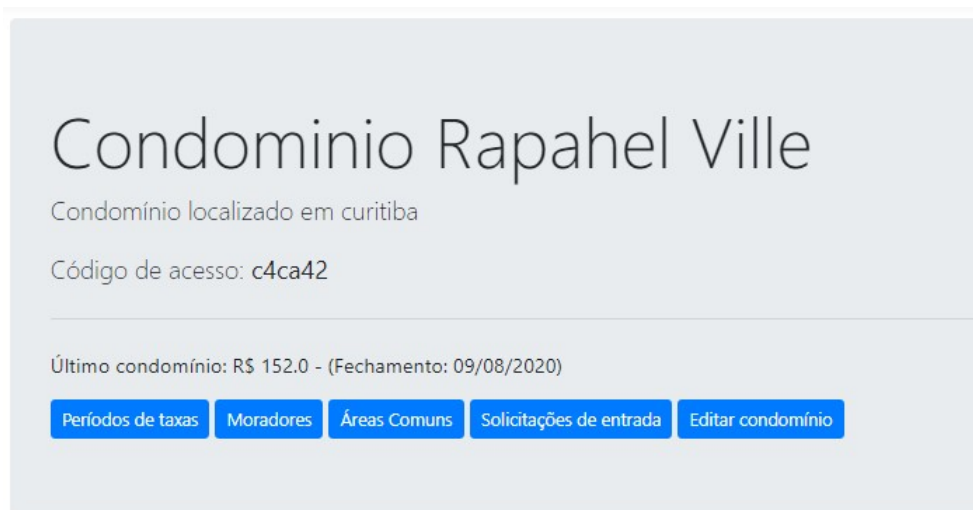 Condominio Rapahel Ville
Condomínio localizado em curitiba
Código de acesso: c4ca42
Último condomínio: R$ 152.0 - (Fechamento: 09/08/2020)
Períodos de taxas Moradores Áreas Comuns Solicitações de entrada Editar condomínio